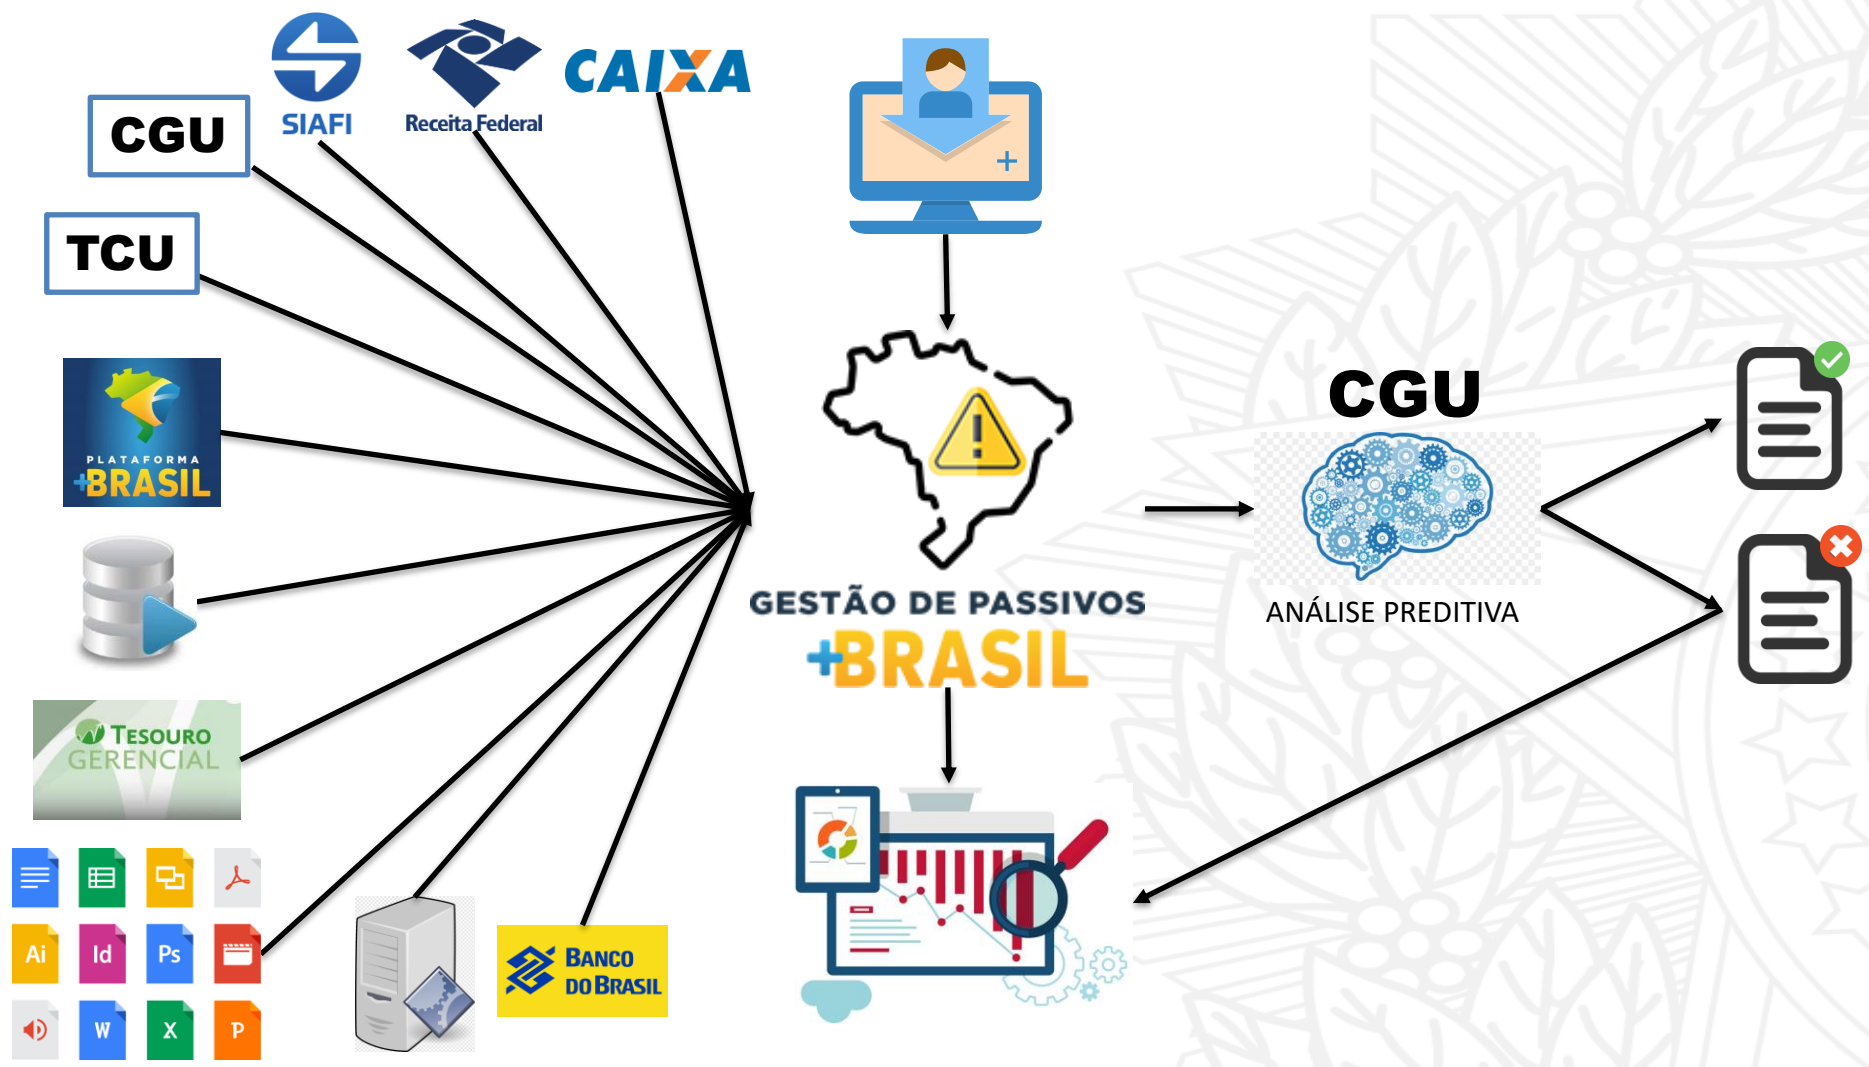 SIAFI
Receita Federal
CAIXA
CGU
TCU
PLATAFORMA
+BRASIL
TESOURO
GERENCIAL
Ai
Id
Ps
W
X
P
BANCO
DO BRASIL
GESTÃO DE PASSIVOS
+BRASIL
CGU
ANÁLISE PREDITIVA